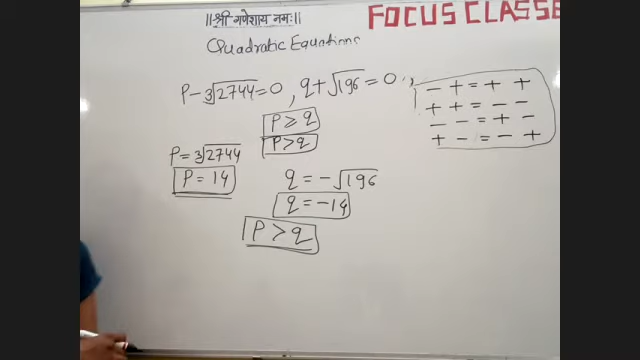 ॥श्री गणेशाय नमः॥
FOCUS CLASSE
Quadratic Equations
P - ∛2744 = 0, q + √196 = 0,
- + = + +
+ + = - -
- - = + -
+ - = - +
P ≥ q
P > q
P = ∛2744
P = 14
q = -√196
q = -14
P > q